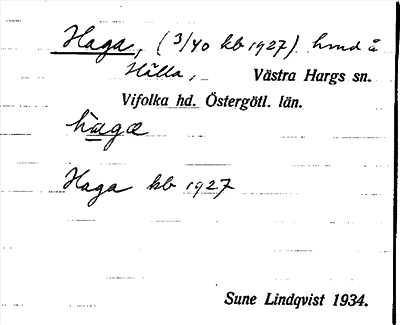 Haga, (3/40 kb 1927) hmd å
Hälla, Västra Hargs sn.
Vifolka hd. Östergötl. län.
hàga
Haga kb 1927
Sune Lindqvist 1934.